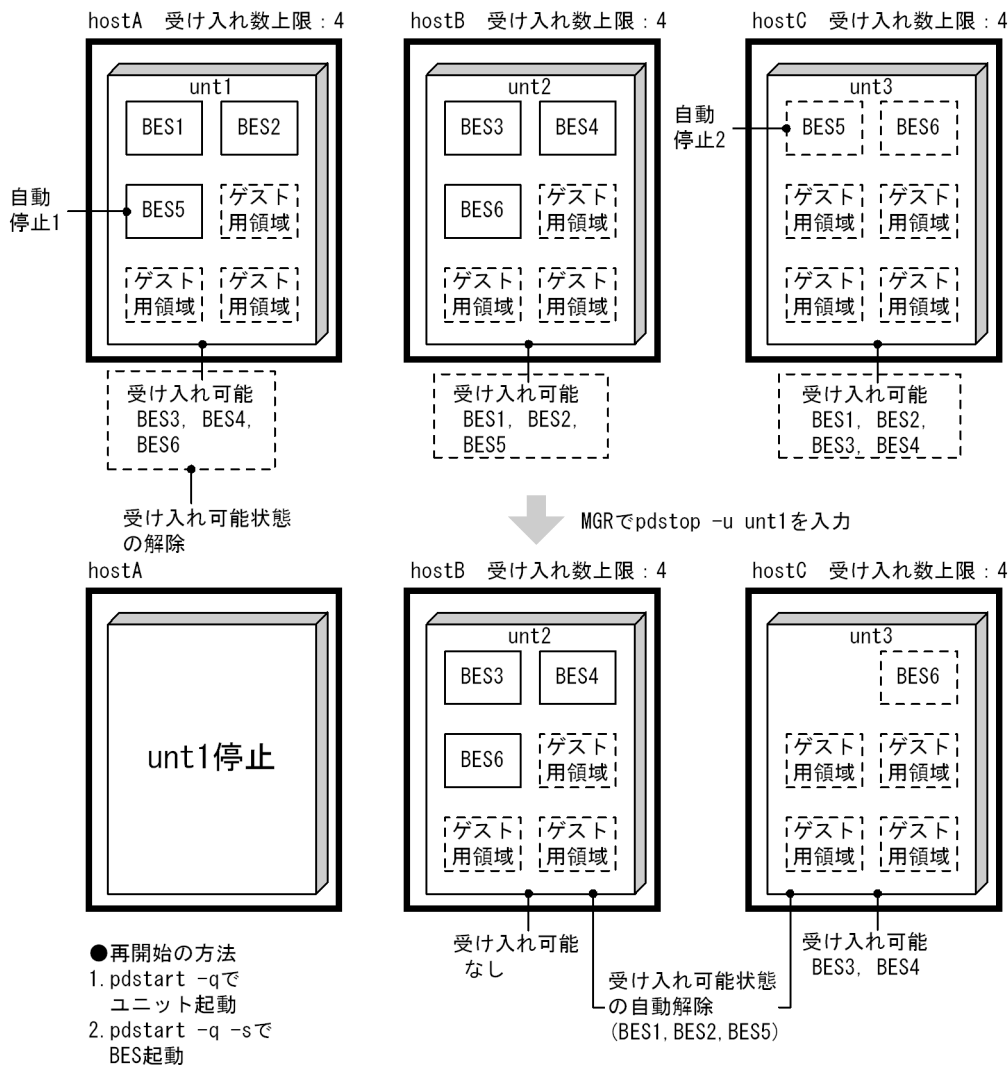 hostA 受け入れ数上限：4
hostB 受け入れ数上限：4
hostC 受け入れ数上限：4
unt1
BES1
BES2
自動
停止1
BES5
ゲスト
用領域
ゲスト
用領域
ゲスト
用領域
受け入れ可能
BES3, BES4,
BES6
受け入れ可能状態
の解除
unt2
BES3
BES4
BES6
ゲスト
用領域
ゲスト
用領域
ゲスト
用領域
受け入れ可能
BES1, BES2,
BES5
自動
停止2
unt3
BES5
BES6
ゲスト
用領域
ゲスト
用領域
ゲスト
用領域
ゲスト
用領域
受け入れ可能
BES1, BES2,
BES3, BES4
MGRでpdstop -u unt1を入力
hostA
hostB 受け入れ数上限：4
hostC 受け入れ数上限：4
unt1停止
unt2
BES3
BES4
BES6
ゲスト
用領域
ゲスト
用領域
ゲスト
用領域
受け入れ可能
なし
unt3
BES6
ゲスト
用領域
ゲスト
用領域
ゲスト
用領域
ゲスト
用領域
受け入れ可能
BES3, BES4
受け入れ可能状態
の自動解除
(BES1,BES2,BES5)
●再開始の方法
1.pdstart -qで
ユニット起動
2.pdstart -q -sで
BES起動